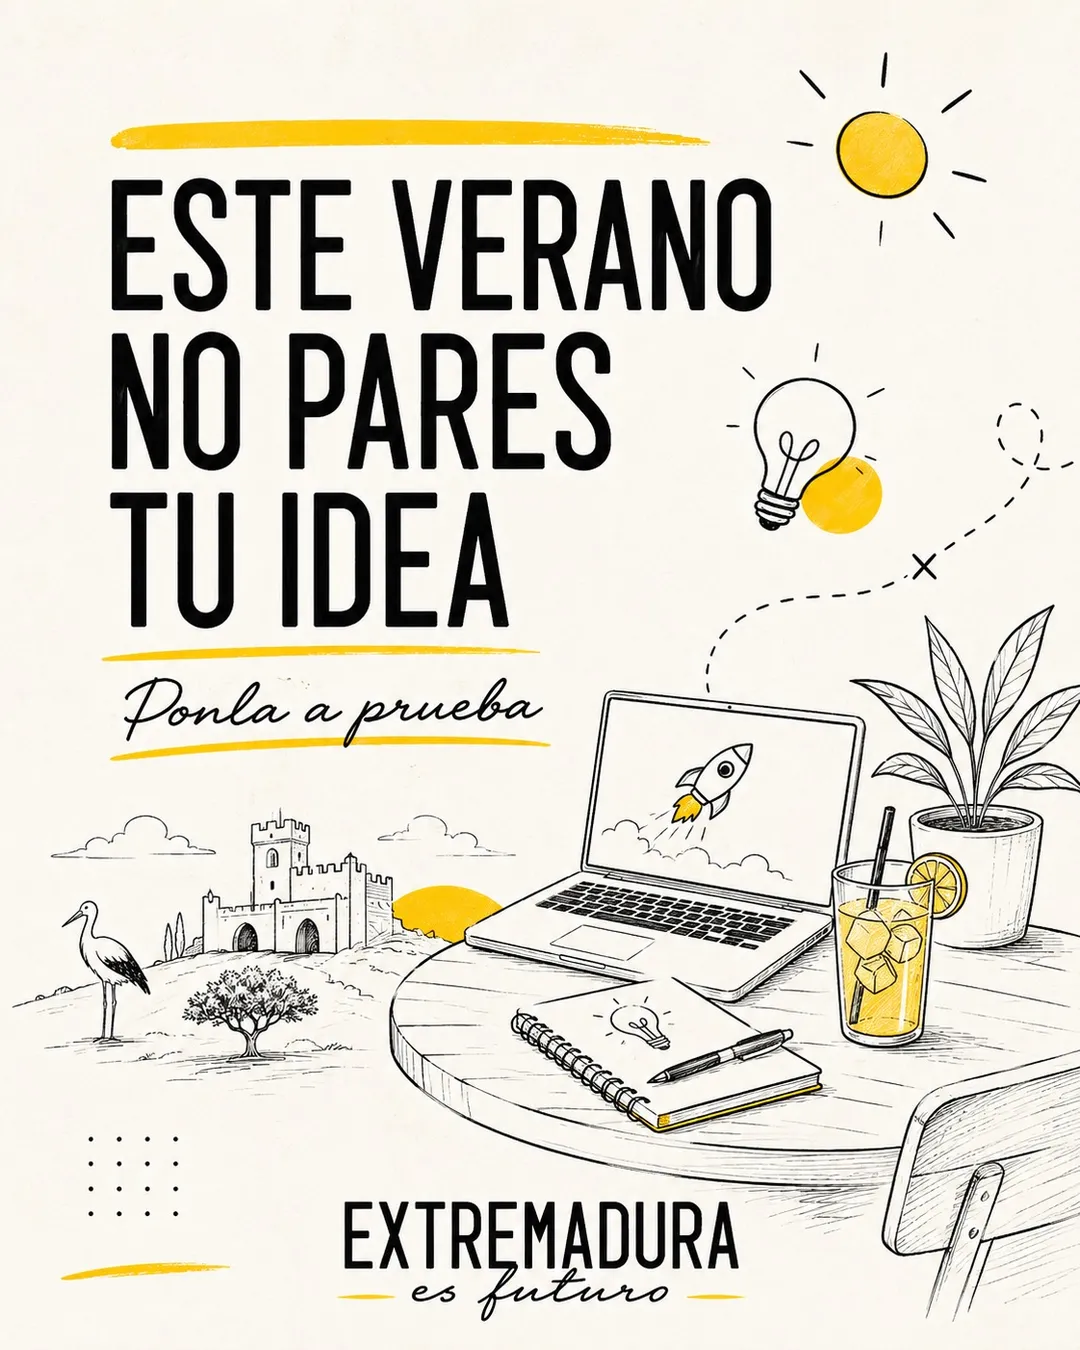 ESTE VERANO
NO PARES
TU IDEA
Ponla a prueba
EXTREMADURA
es futuro